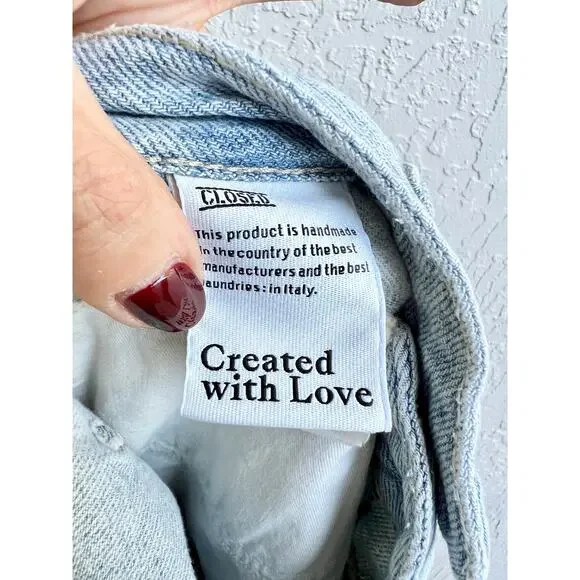 CLOSED
This product is handmade
in the country of the best
manufacturers and the best
laundries: in Italy.
Created
with Love